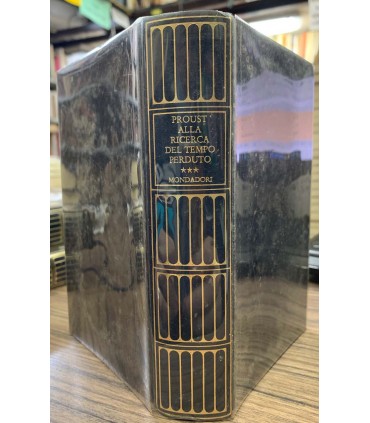 PROUST
ALLA
RICERCA
DEL TEMPO
PERDUTO
★★★
MONDADORI